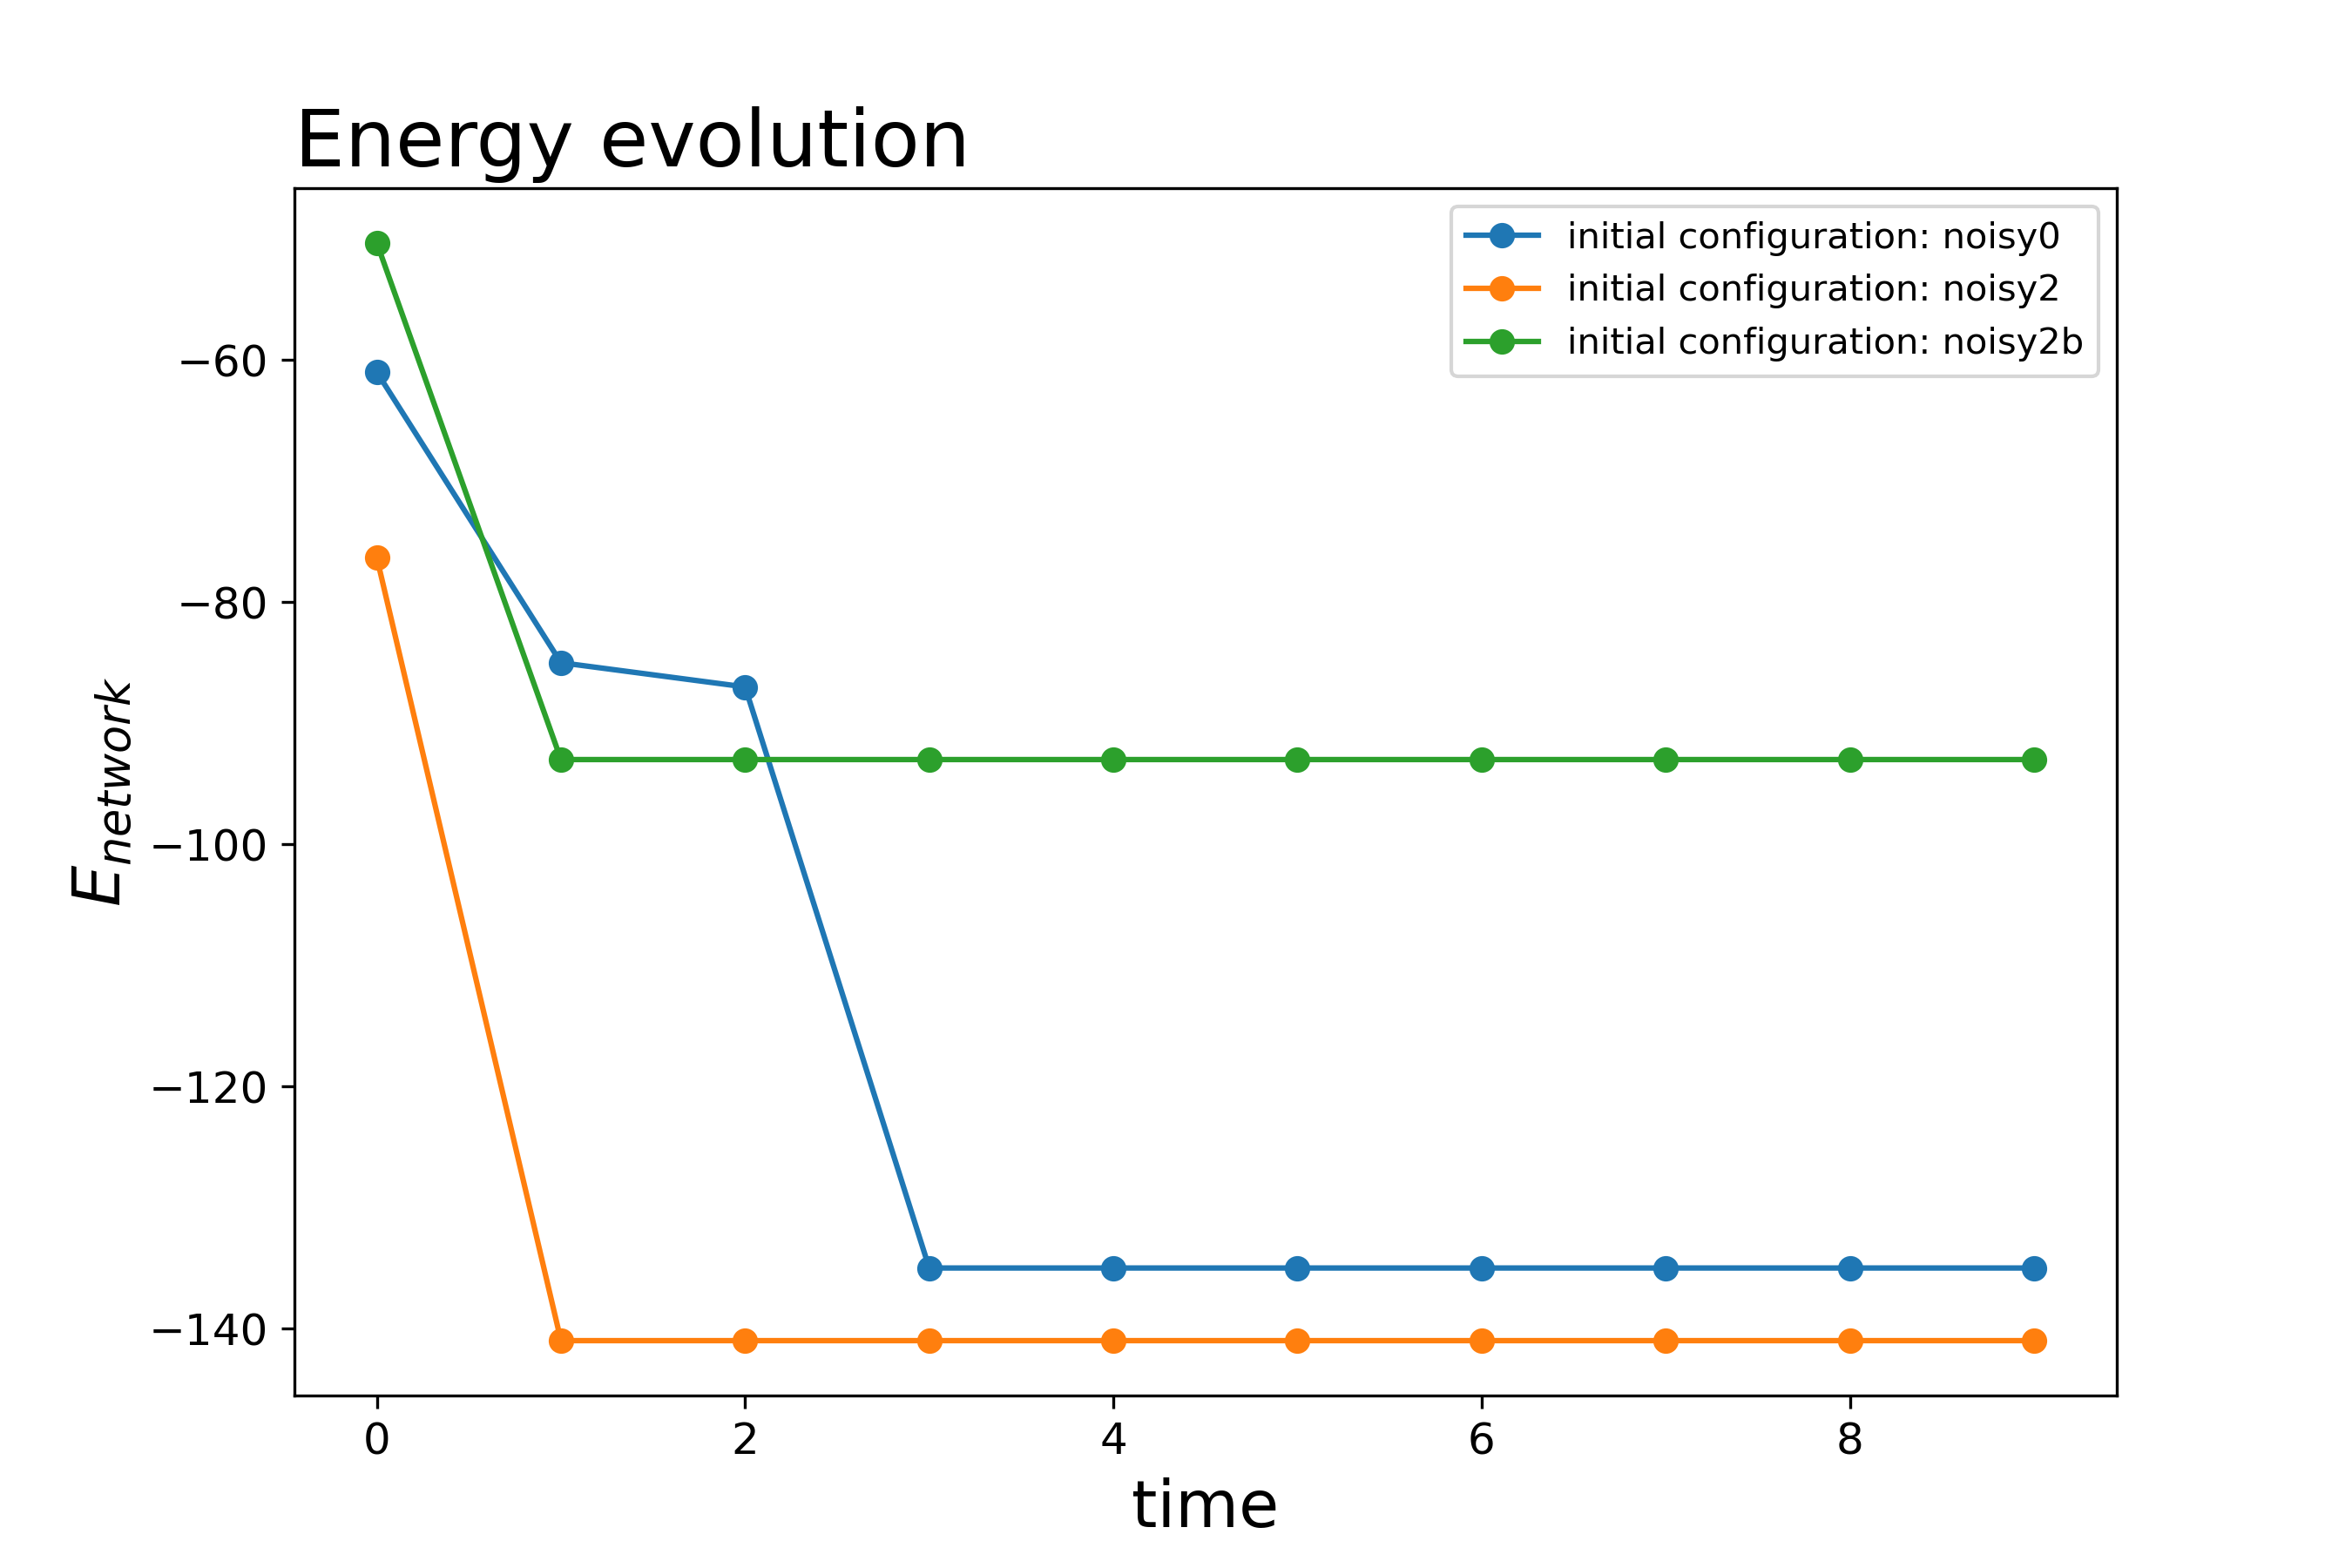 Energy evolution
initial configuration: noisy0
initial configuration: noisy2
initial configuration: noisy2b
−60
−80
−100
−120
−140
E_network
0 2 4 6 8
time